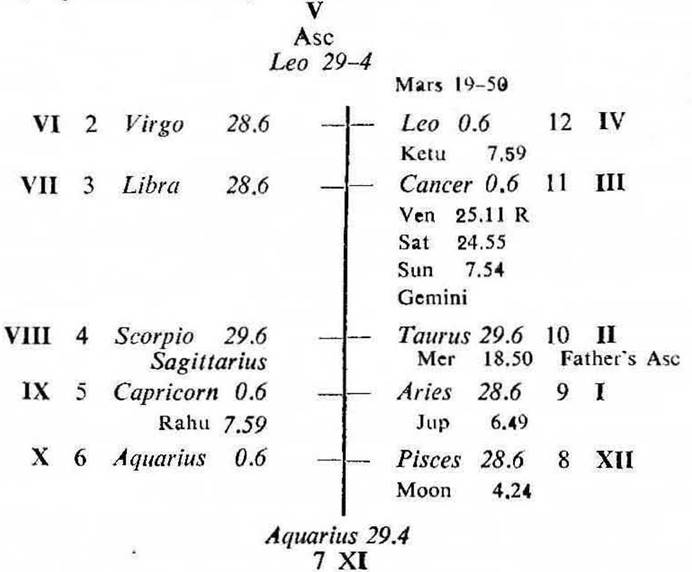 V
Asc
Leo 29–4
Mars 19–50
VI 2 Virgo 28.6 Leo 0.6 12 IV
Ketu 7.59
VII 3 Libra 28.6 Cancer 0.6 11 III
Ven 25.11 R
Sat 24.55
Sun 7.54
Gemini
VIII 4 Scorpio 29.6 Taurus 29.6 10 II
Sagittarius Mer 18.50 Father's Asc
IX 5 Capricorn 0.6 Aries 28.6 9 I
Rahu 7.59 Jup 6.49
X 6 Aquarius 0.6 Pisces 28.6 8 XII
Moon 4.24
Aquarius 29.4
7 XI